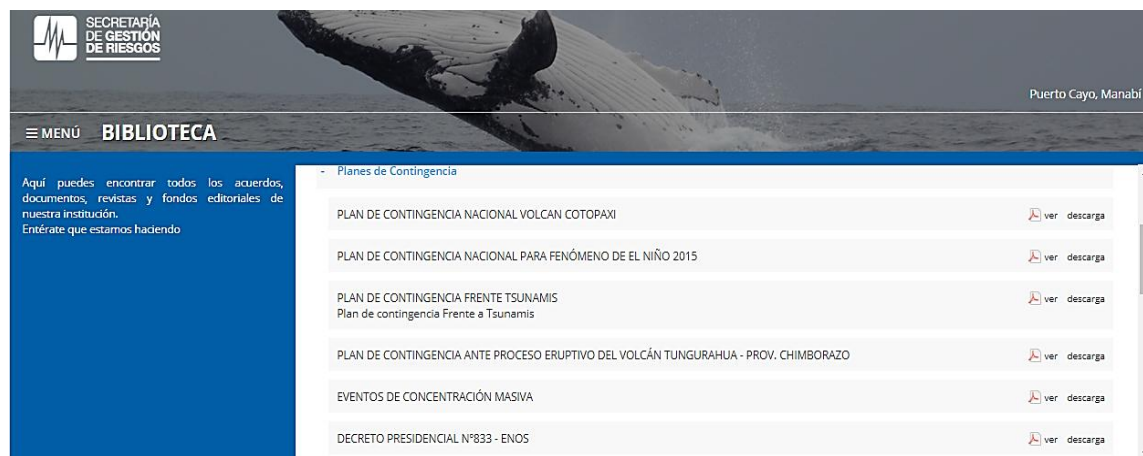 SECRETARÍA
DE GESTIÓN
DE RIESGOS
Puerto Cayo, Manabí
≡ MENÚ BIBLIOTECA
Aquí puedes encontrar todos los acuerdos,
documentos, revistas y fondos editoriales de
nuestra institución.
Entérate que estamos haciendo
- Planes de Contingencia
PLAN DE CONTINGENCIA NACIONAL VOLCAN COTOPAXI ver descarga
PLAN DE CONTINGENCIA NACIONAL PARA FENÓMENO DE EL NIÑO 2015 ver descarga
PLAN DE CONTINGENCIA FRENTE TSUNAMIS ver descarga
Plan de contingencia Frente a Tsunamis
PLAN DE CONTINGENCIA ANTE PROCESO ERUPTIVO DEL VOLCÁN TUNGURAHUA - PROV. CHIMBORAZO ver descarga
EVENTOS DE CONCENTRACIÓN MASIVA ver descarga
DECRETO PRESIDENCIAL N°833 - ENOS ver descarga